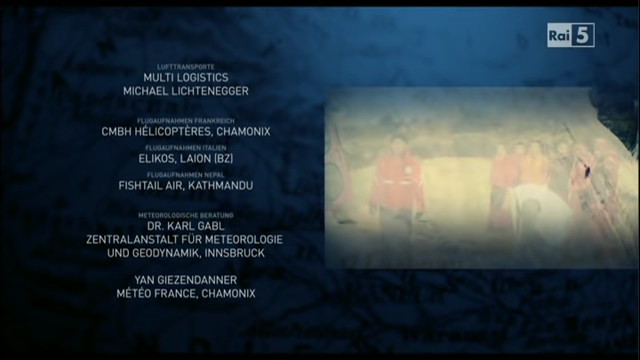 Rai 5
LUFTTRANSPORTE
MULTI LOGISTICS
MICHAEL LICHTENEGGER
FLUGAUFNAHMEN FRANKREICH
CMBH HÉLICOPTÈRES, CHAMONIX
FLUGAUFNAHMEN ITALIEN
ELIKOS, LAION (BZ)
FLUGAUFNAHMEN NEPAL
FISHTAIL AIR, KATHMANDU
METEOROLOGISCHE BERATUNG
DR. KARL GABL
ZENTRALANSTALT FÜR METEOROLOGIE
UND GEODYNAMIK, INNSBRUCK
YAN GIEZENDANNER
MÉTÉO FRANCE, CHAMONIX